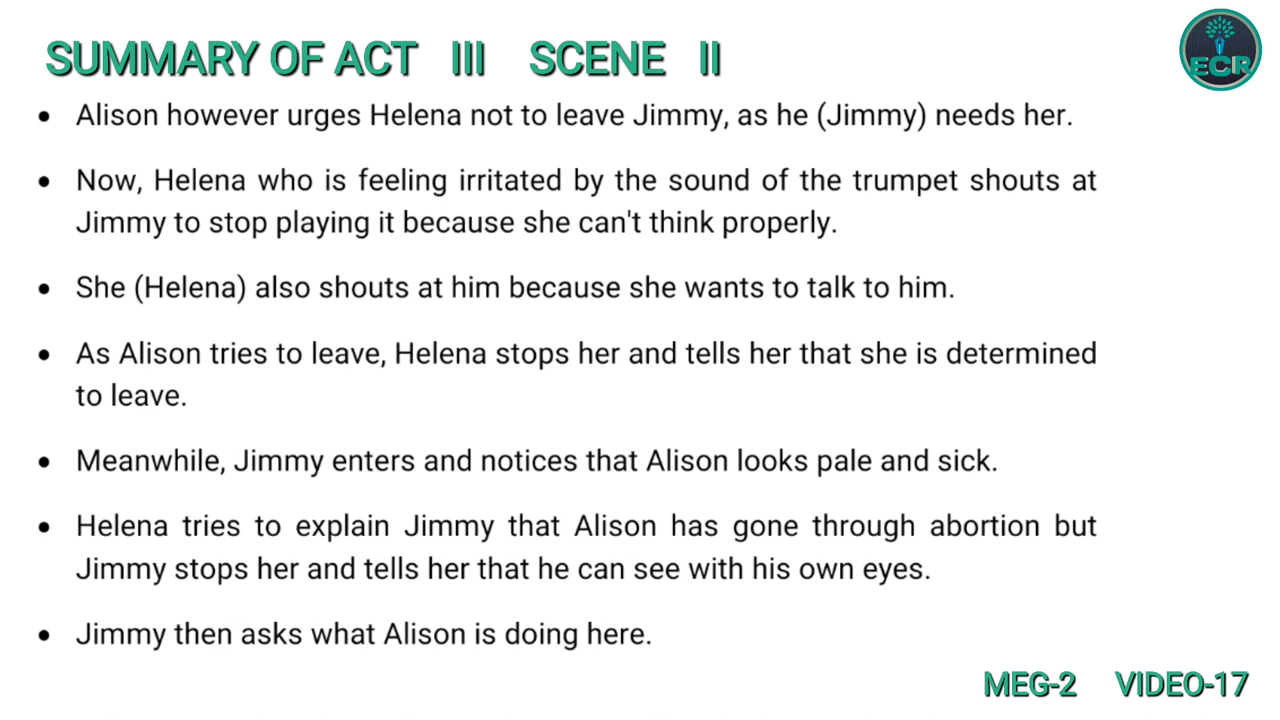 SUMMARY OF ACT III SCENE II
ECR
• Alison however urges Helena not to leave Jimmy, as he (Jimmy) needs her.
• Now, Helena who is feeling irritated by the sound of the trumpet shouts at
Jimmy to stop playing it because she can't think properly.
• She (Helena) also shouts at him because she wants to talk to him.
• As Alison tries to leave, Helena stops her and tells her that she is determined
to leave.
• Meanwhile, Jimmy enters and notices that Alison looks pale and sick.
• Helena tries to explain Jimmy that Alison has gone through abortion but
Jimmy stops her and tells her that he can see with his own eyes.
• Jimmy then asks what Alison is doing here.
MEG-2 VIDEO-17